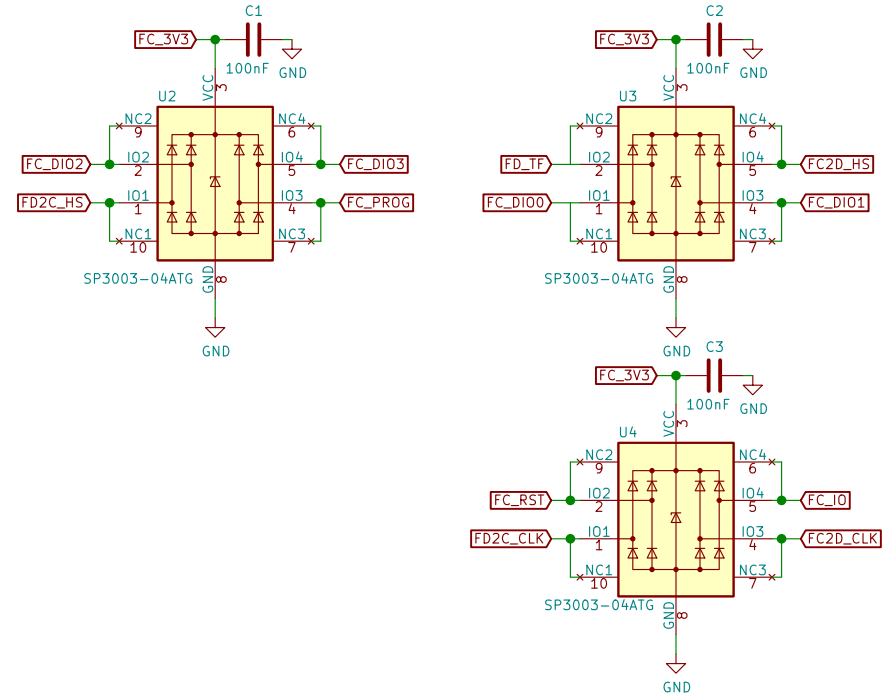 C1
FC_3V3
100nF
GND
U2
VCC
3
NC2
9
NC4
6
FC_DIO2
IO2
2
IO4
5
FC_DIO3
FD2C_HS
IO1
1
IO3
4
FC_PROG
NC1
10
NC3
7
SP3003-04ATG
GND
8
GND
C2
FC_3V3
100nF
GND
U3
VCC
3
NC2
9
NC4
6
FD_TF
IO2
2
IO4
5
FC2D_HS
FC_DIO0
IO1
1
IO3
4
FC_DIO1
NC1
10
NC3
7
SP3003-04ATG
GND
8
GND
C3
FC_3V3
100nF
GND
U4
VCC
3
NC2
9
NC4
6
FC_RST
IO2
2
IO4
5
FC_IO
FD2C_CLK
IO1
1
IO3
4
FC2D_CLK
NC1
10
NC3
7
SP3003-04ATG
GND
8
GND